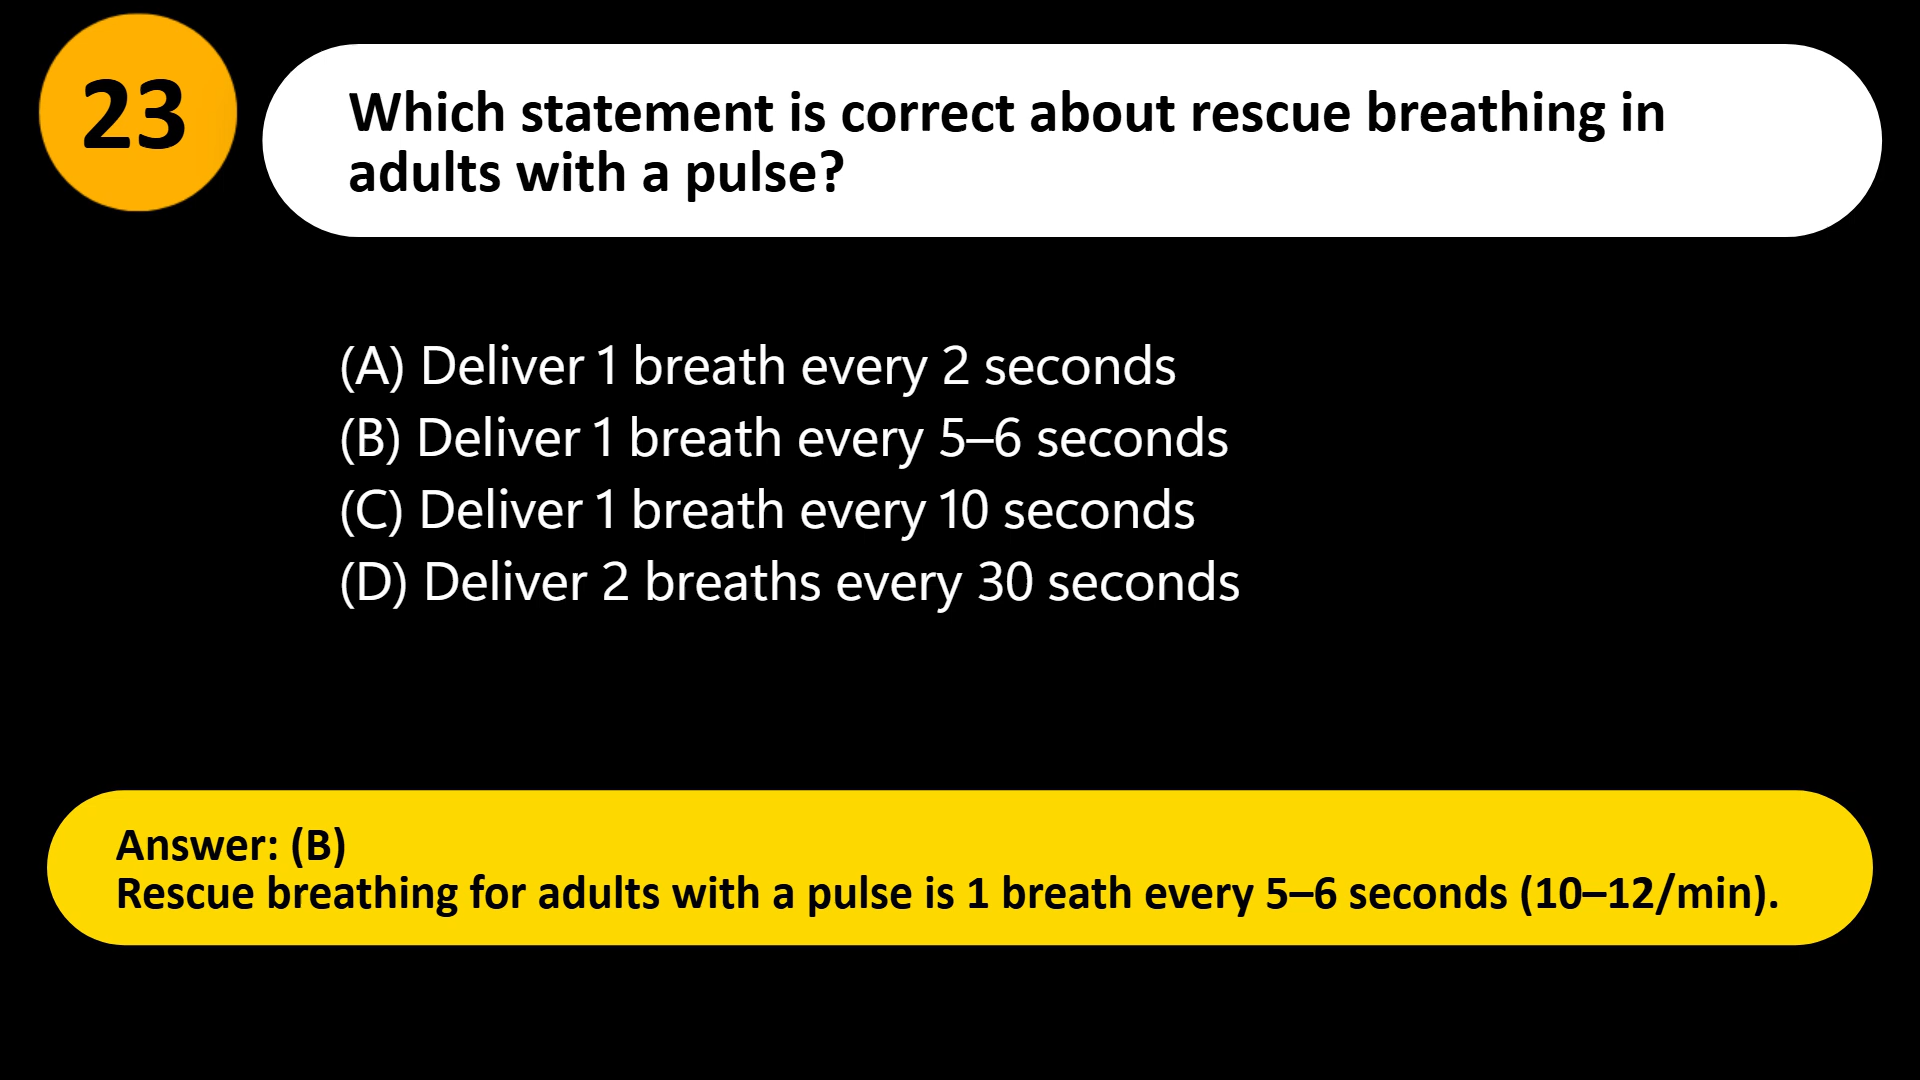 23
Which statement is correct about rescue breathing in
adults with a pulse?
(A) Deliver 1 breath every 2 seconds
(B) Deliver 1 breath every 5–6 seconds
(C) Deliver 1 breath every 10 seconds
(D) Deliver 2 breaths every 30 seconds
Answer: (B)
Rescue breathing for adults with a pulse is 1 breath every 5–6 seconds (10–12/min).